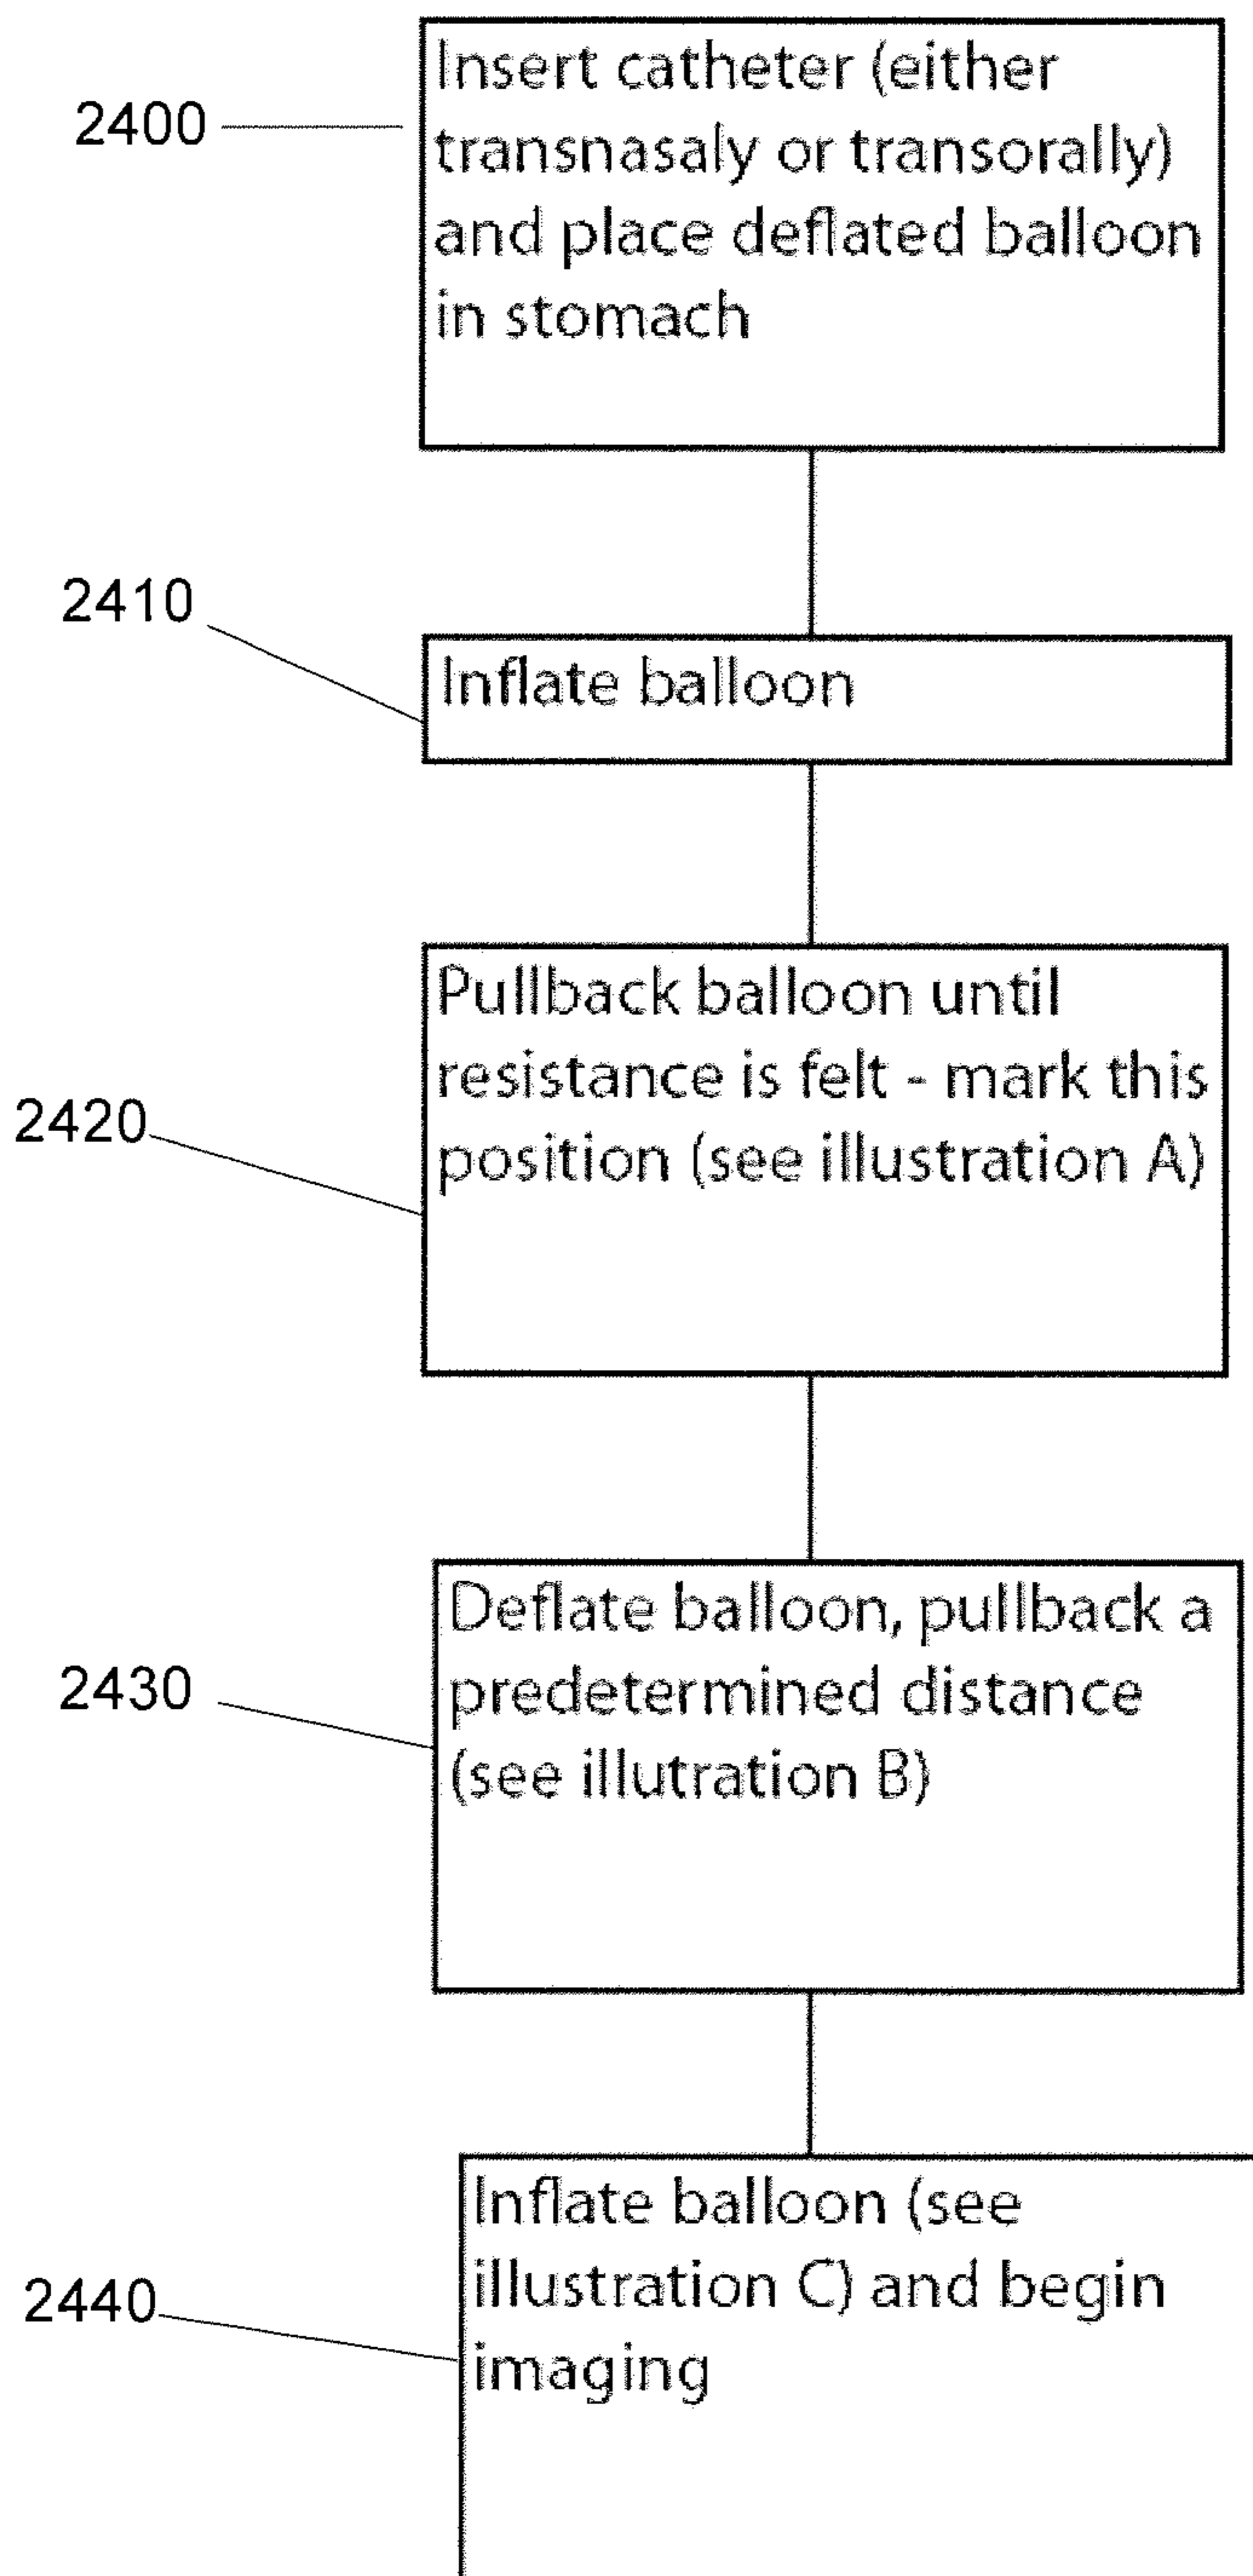 2400
Insert catheter (either
transnasaly or transorally)
and place deflated balloon
in stomach
2410
Inflate balloon
2420
Pullback balloon until
resistance is felt - mark this
position (see illustration A)
2430
Deflate balloon, pullback a
predetermined distance
(see illutration B)
2440
Inflate balloon (see
illustration C) and begin
imaging